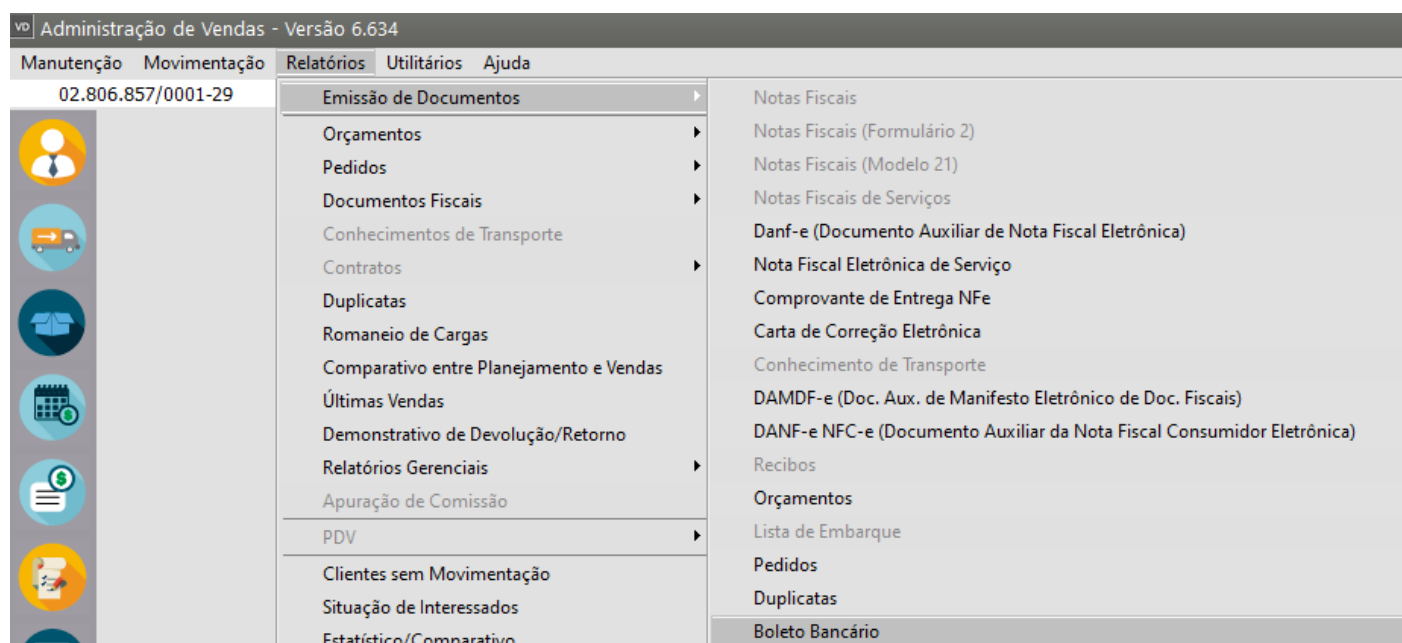 VD Administração de Vendas - Versão 6.634
Manutenção Movimentação Relatórios Utilitários Ajuda
02.806.857/0001-29
Emissão de Documentos
Orçamentos
Pedidos
Documentos Fiscais
Conhecimentos de Transporte
Contratos
Duplicatas
Romaneio de Cargas
Comparativo entre Planejamento e Vendas
Últimas Vendas
Demonstrativo de Devolução/Retorno
Relatórios Gerenciais
Apuração de Comissão
PDV
Clientes sem Movimentação
Situação de Interessados
Estatístico/Comparativo
Notas Fiscais
Notas Fiscais (Formulário 2)
Notas Fiscais (Modelo 21)
Notas Fiscais de Serviços
Danf-e (Documento Auxiliar de Nota Fiscal Eletrônica)
Nota Fiscal Eletrônica de Serviço
Comprovante de Entrega NFe
Carta de Correção Eletrônica
Conhecimento de Transporte
DAMDF-e (Doc. Aux. de Manifesto Eletrônico de Doc. Fiscais)
DANF-e NFC-e (Documento Auxiliar da Nota Fiscal Consumidor Eletrônica)
Recibos
Orçamentos
Lista de Embarque
Pedidos
Duplicatas
Boleto Bancário